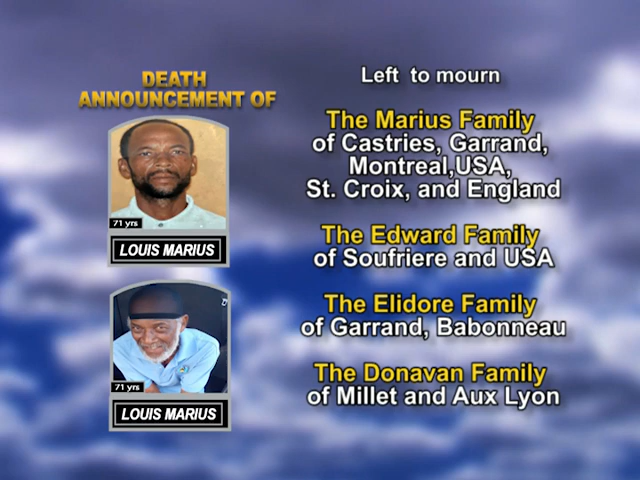 DEATH
ANNOUNCEMENT OF
71 yrs
LOUIS MARIUS
71 yrs
LOUIS MARIUS
Left to mourn
The Marius Family
of Castries, Garrand,
Montreal,USA,
St. Croix, and England
The Edward Family
of Soufriere and USA
The Elidore Family
of Garrand, Babonneau
The Donavan Family
of Millet and Aux Lyon